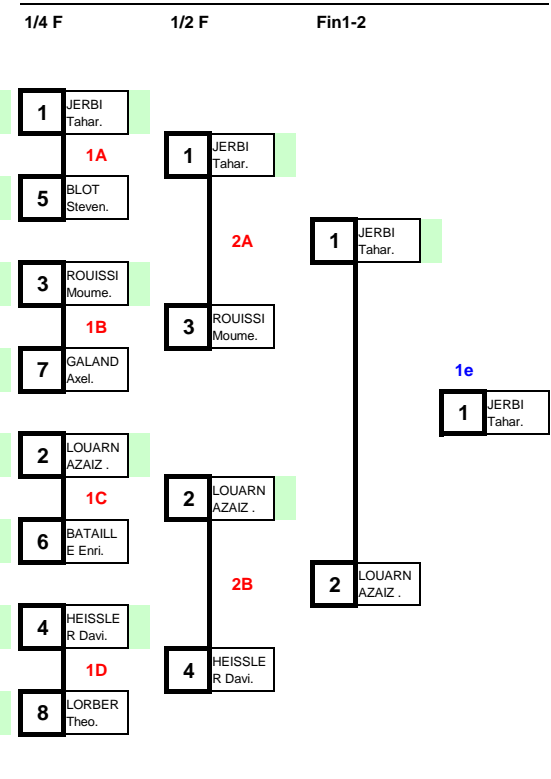 1/4 F
1/2 F
Fin1-2
1
JERBI
Tahar.
1A
5
BLOT
Steven.
3
ROUISSI
Moume.
1B
7
GALAND
Axel.
2
LOUARN
AZAIZ .
1C
6
BATAILL
E Enri.
4
HEISSLE
R Davi.
1D
8
LORBER
Theo.
1
JERBI
Tahar.
2A
3
ROUISSI
Moume.
2
LOUARN
AZAIZ .
2B
4
HEISSLE
R Davi.
1
JERBI
Tahar.
2
LOUARN
AZAIZ .
1e
1
JERBI
Tahar.